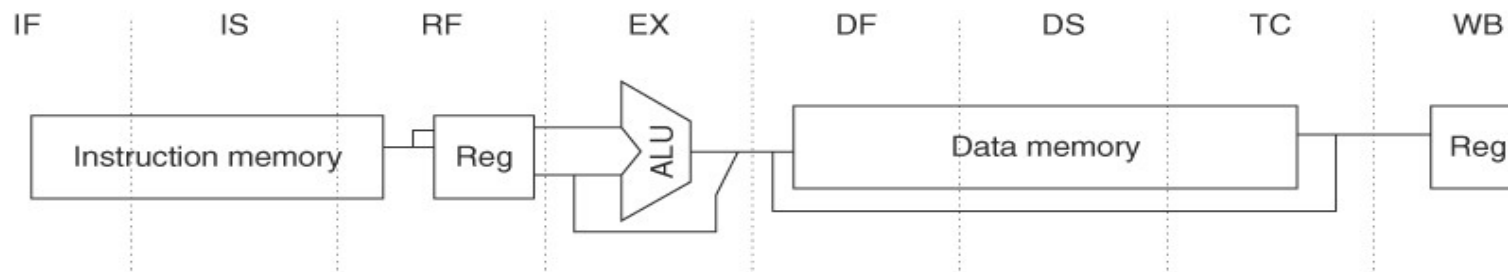 IF IS RF EX DF DS TC WB
Instruction memory Reg ALU Data memory Reg